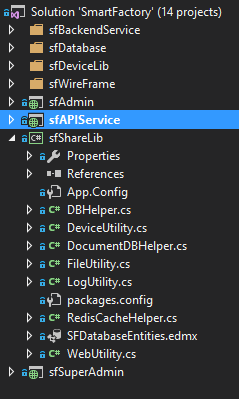 Solution 'SmartFactory' (14 projects)
sfBackendService
sfDatabase
sfDeviceLib
sfWireFrame
sfAdmin
sfAPIService
sfShareLib
Properties
References
App.Config
DBHelper.cs
DeviceUtility.cs
DocumentDBHelper.cs
FileUtility.cs
LogUtility.cs
packages.config
RedisCacheHelper.cs
SFDatabaseEntities.edmx
WebUtility.cs
sfSuperAdmin